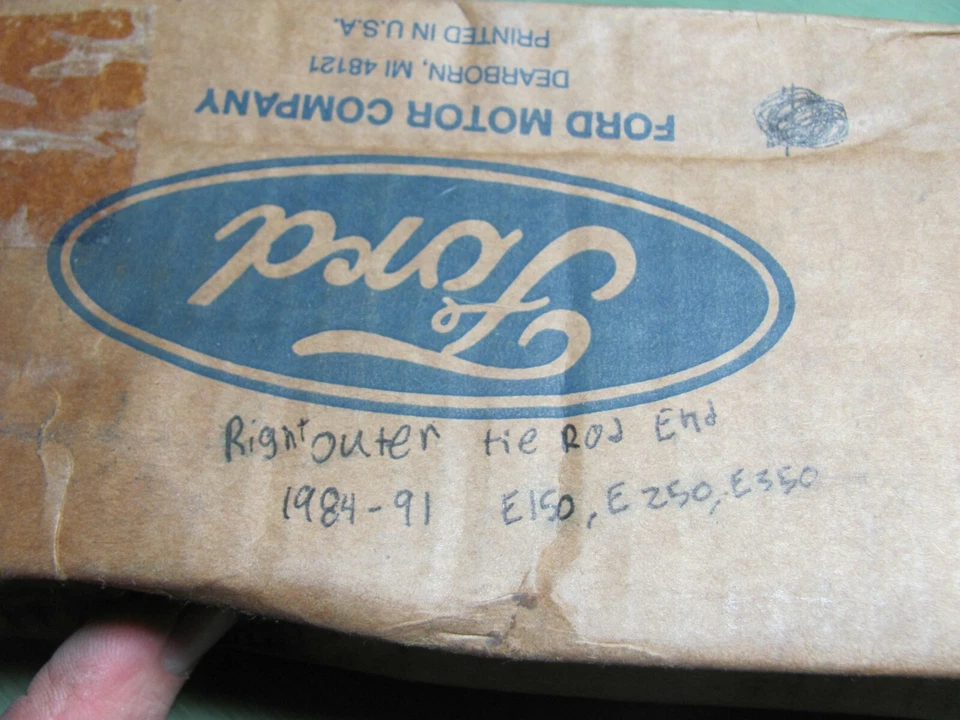 FORD MOTOR COMPANY
DEARBORN, MI 48121
PRINTED IN U.S.A.
Ford
Right outer tie Rod End
1984-91 E150, E250, E350